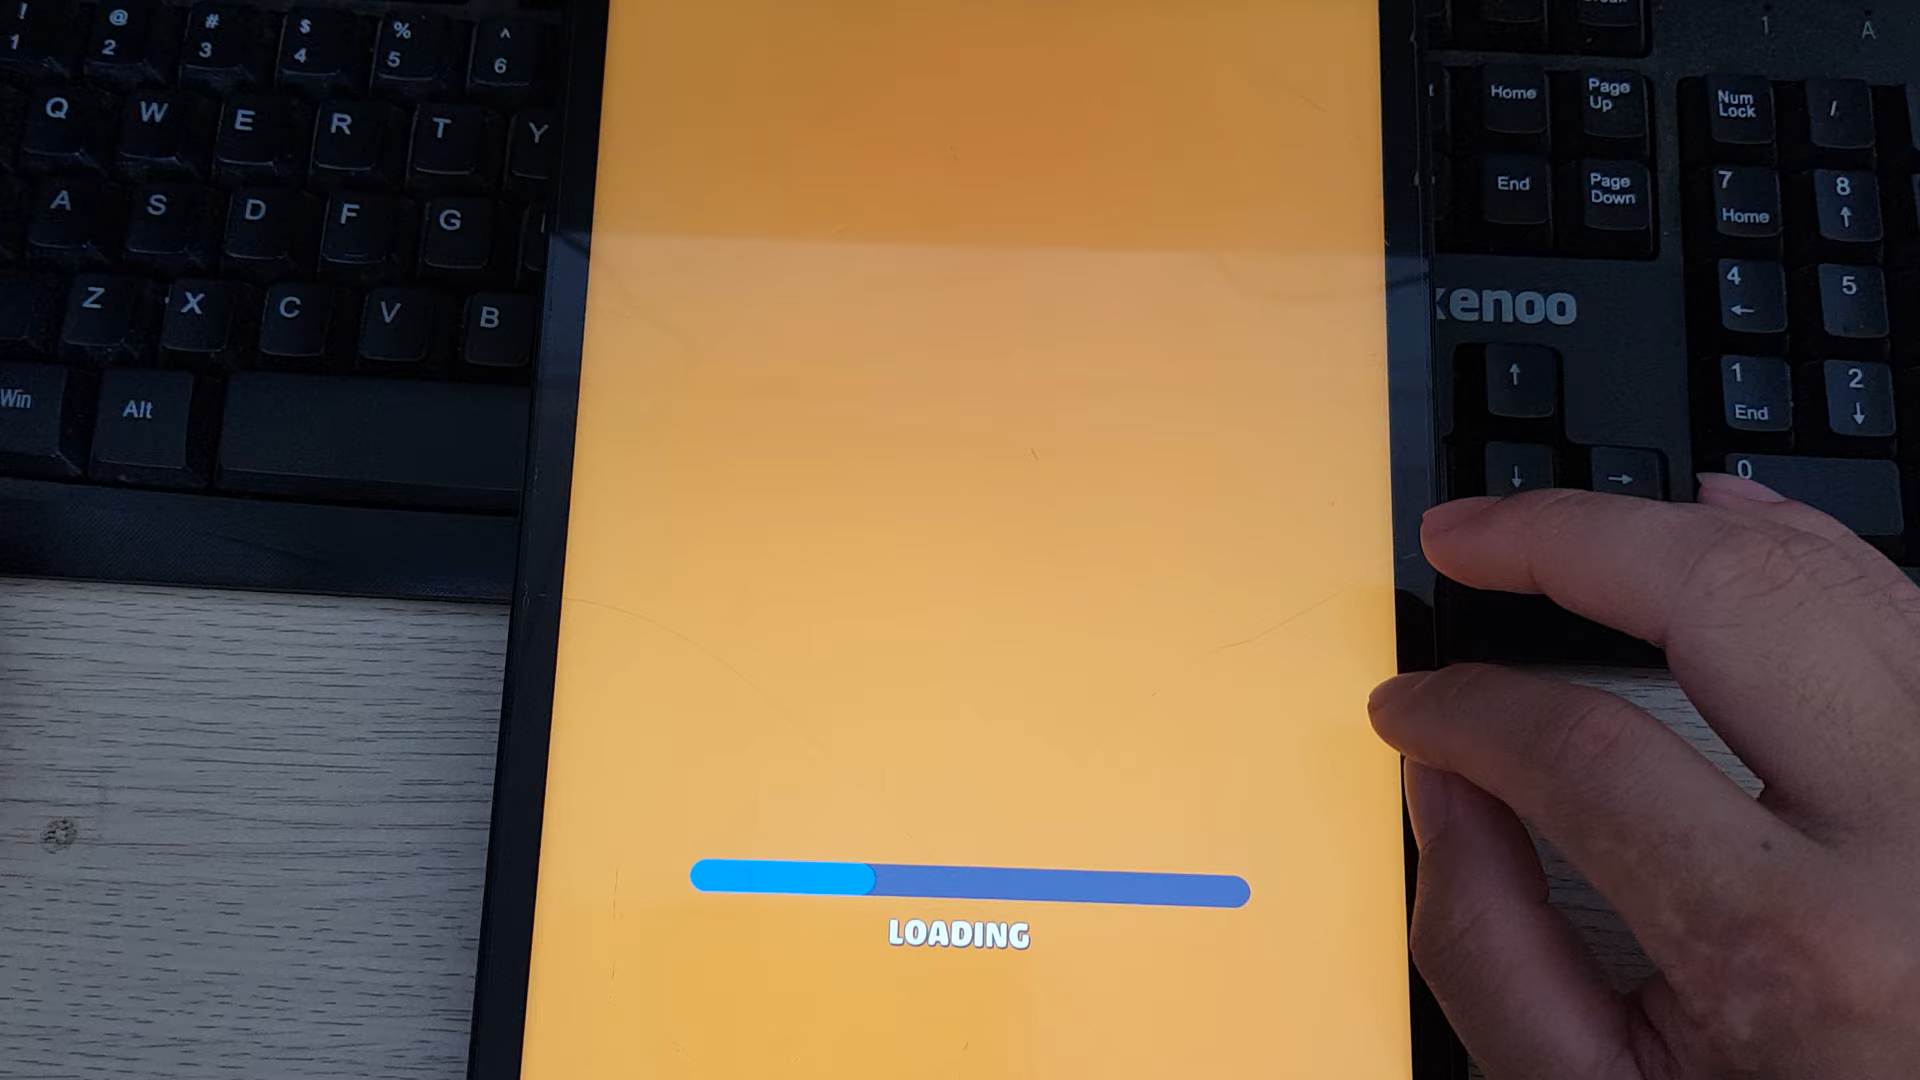 ! @ # $ % ^
1 2 3 4 5 6
Q W E R T Y
A S D F G
Z X C V B
Win Alt
LOADING
1 A
Home Page Up
End Page Down
Num Lock /
7 Home 8 ↑
4 ← 5
1 End 2 ↓
0
xenoo
↑
↓ →